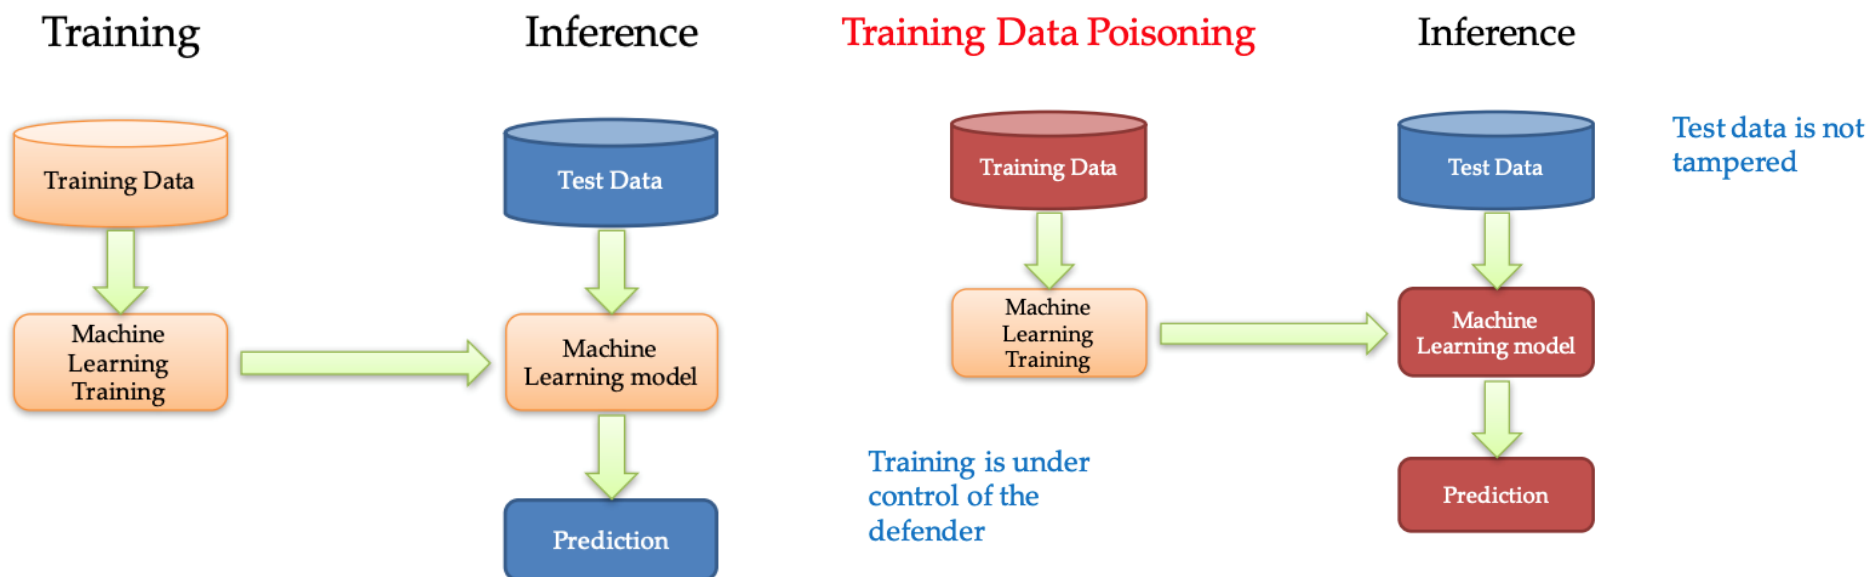 Training
Inference
Training Data Poisoning
Inference
Training Data
Machine
Learning
Training
Test Data
Machine
Learning model
Prediction
Training Data
Machine
Learning
Training
Training is under
control of the
defender
Test Data
Machine
Learning model
Prediction
Test data is not
tampered